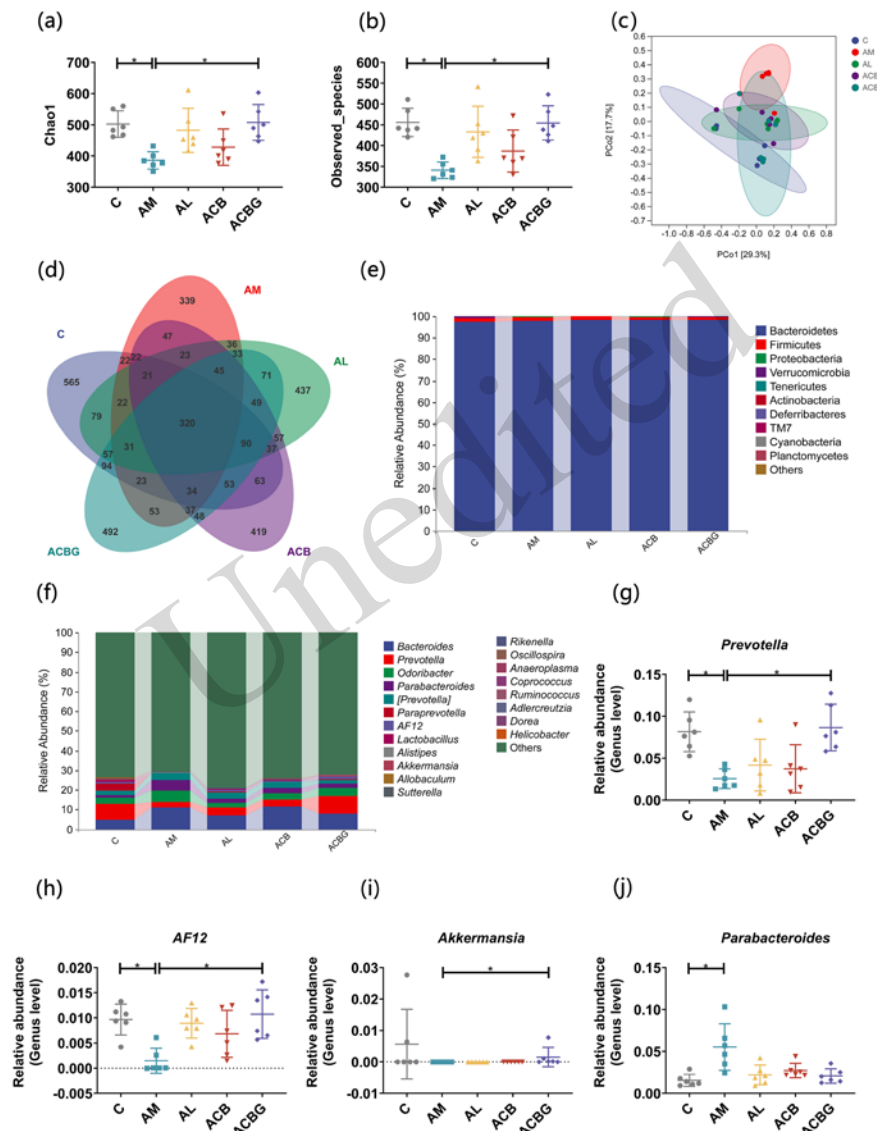 (a)
Chao1
700
600
500
400
300
C
AM
AL
ACB
ACBG
*
*
(b)
Observed_species
600
550
500
450
400
350
300
C
AM
AL
ACB
ACBG
*
*
(c)
PCo2 [17.7%]
0.6
0.5
0.4
0.3
0.2
0.1
0.0
-0.1
-0.2
-0.3
-0.4
-0.5
-0.6
-0.7
-1.0 -0.8 -0.6 -0.4 -0.2 0.0 0.2 0.4 0.6 0.8
PCo1 [29.3%]
C
AM
AL
ACB
(d)
AM
C
AL
ACBG
ACB
339
47
36
33
22
22
23
45
71
565
21
437
79
22
49
320
57
31
90
57
37
94
23
53
63
34
53
37
48
492
419
(e)
Relative Abundance (%)
100
90
80
70
60
50
40
30
20
10
0
C
AM
AL
ACB
ACBG
Bacteroidetes
Firmicutes
Proteobacteria
Verrucomicrobia
Tenericutes
Actinobacteria
Deferribacteres
TM7
Cyanobacteria
Planctomycetes
Others
Unedited
(f)
Relative Abundance (%)
100
90
80
70
60
50
40
30
20
10
0
C
AM
AL
ACB
ACBG
Bacteroides
Prevotella
Odoribacter
Parabacteroides
[Prevotella]
Paraprevotella
AF12
Lactobacillus
Alistipes
Akkermansia
Allobaculum
Sutterella
Rikenella
Oscillospira
Anaeroplasma
Coprococcus
Ruminococcus
Adlercreutzia
Dorea
Helicobacter
Others
(g)
Prevotella
Relative abundance
(Genus level)
0.15
0.10
0.05
0.00
C
AM
AL
ACB
ACBG
*
*
(h)
AF12
Relative abundance
(Genus level)
0.020
0.015
0.010
0.005
0.000
-0.005
C
AM
AL
ACB
ACBG
*
*
(i)
Akkermansia
Relative abundance
(Genus level)
0.03
0.02
0.01
0.00
-0.01
C
AM
AL
ACB
ACBG
*
(j)
Parabacteroides
Relative abundance
(Genus level)
0.15
0.10
0.05
0.00
C
AM
AL
ACB
ACBG
*